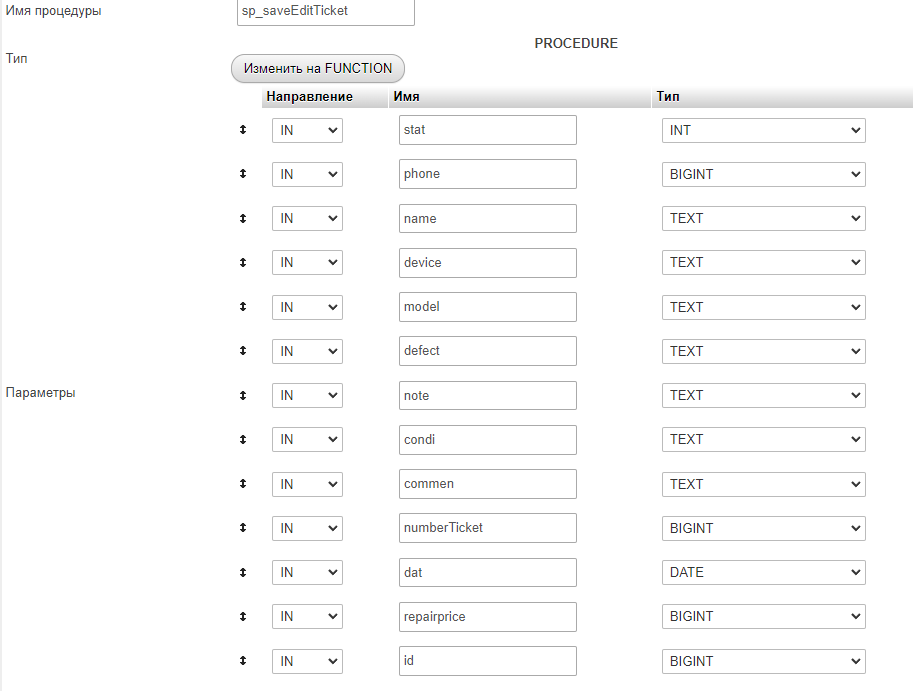 Имя процедуры sp_saveEditTicket
PROCEDURE
Тип
Изменить на FUNCTION
Направление Имя Тип
IN stat INT
IN phone BIGINT
IN name TEXT
IN device TEXT
IN model TEXT
IN defect TEXT
Параметры IN note TEXT
IN condi TEXT
IN commen TEXT
IN numberTicket BIGINT
IN dat DATE
IN repairprice BIGINT
IN id BIGINT